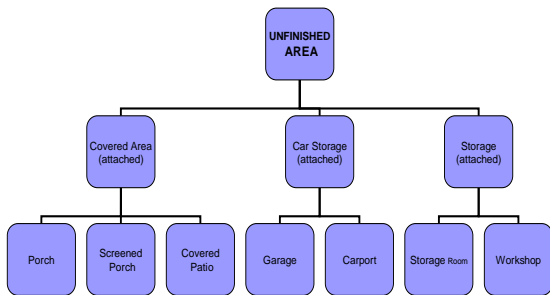 UNFINISHED
AREA
Covered Area
(attached)
Car Storage
(attached)
Storage
(attached)
Porch
Screened
Porch
Covered
Patio
Garage
Carport
Storage Room
Workshop